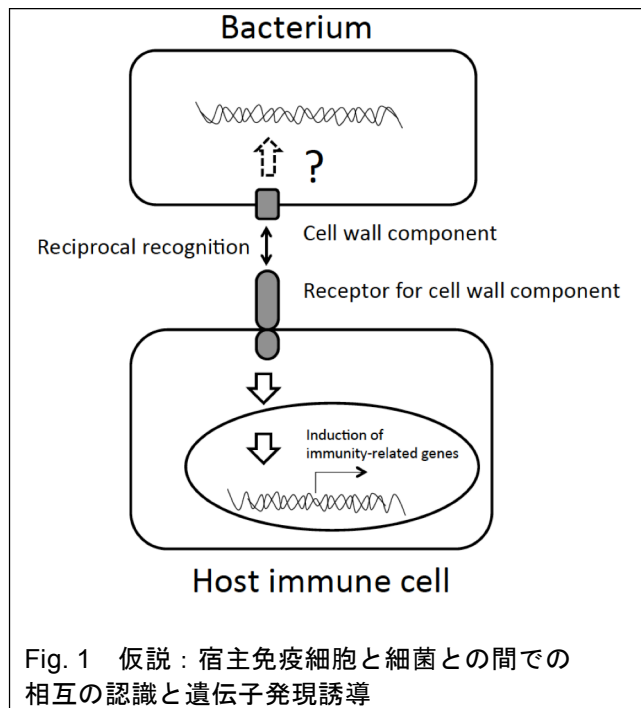 Bacterium
?
Cell wall component
Reciprocal recognition
Receptor for cell wall component
Induction of
immunity-related genes
Host immune cell
Fig. 1　仮説：宿主免疫細胞と細菌との間での
相互の認識と遺伝子発現誘導